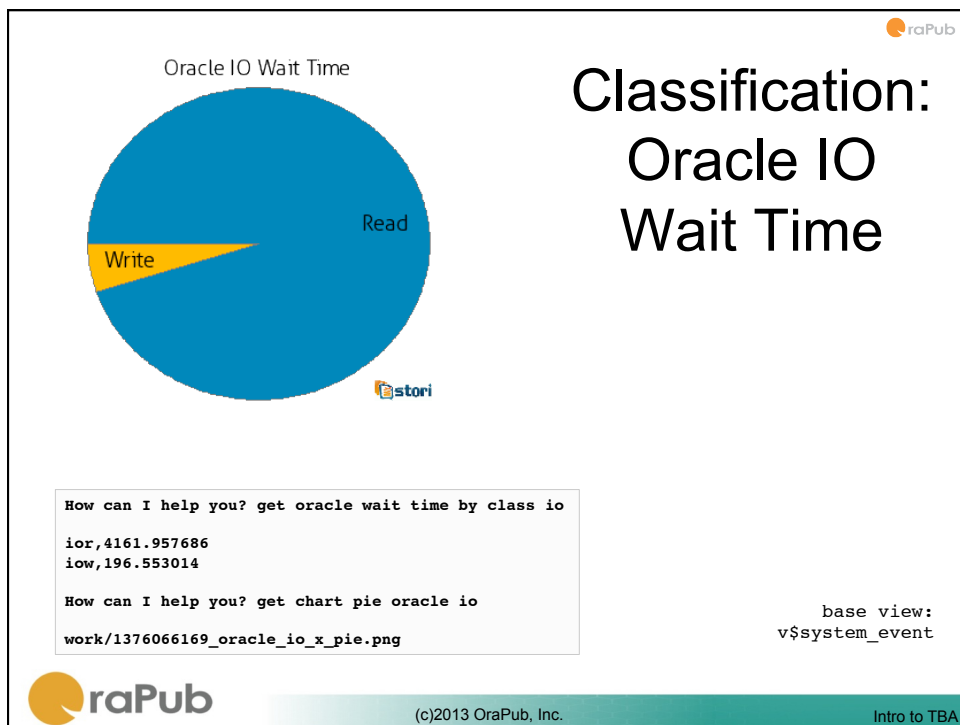 OraPub
Oracle IO Wait Time
Classification:
Oracle IO
Wait Time
Read
Write
stori
How can I help you? get oracle wait time by class io
ior,4161.957686
iow,196.553014
How can I help you? get chart pie oracle io
work/1376066169_oracle_io_x_pie.png
base view:
v$system_event
OraPub
(c)2013 OraPub, Inc.
Intro to TBA